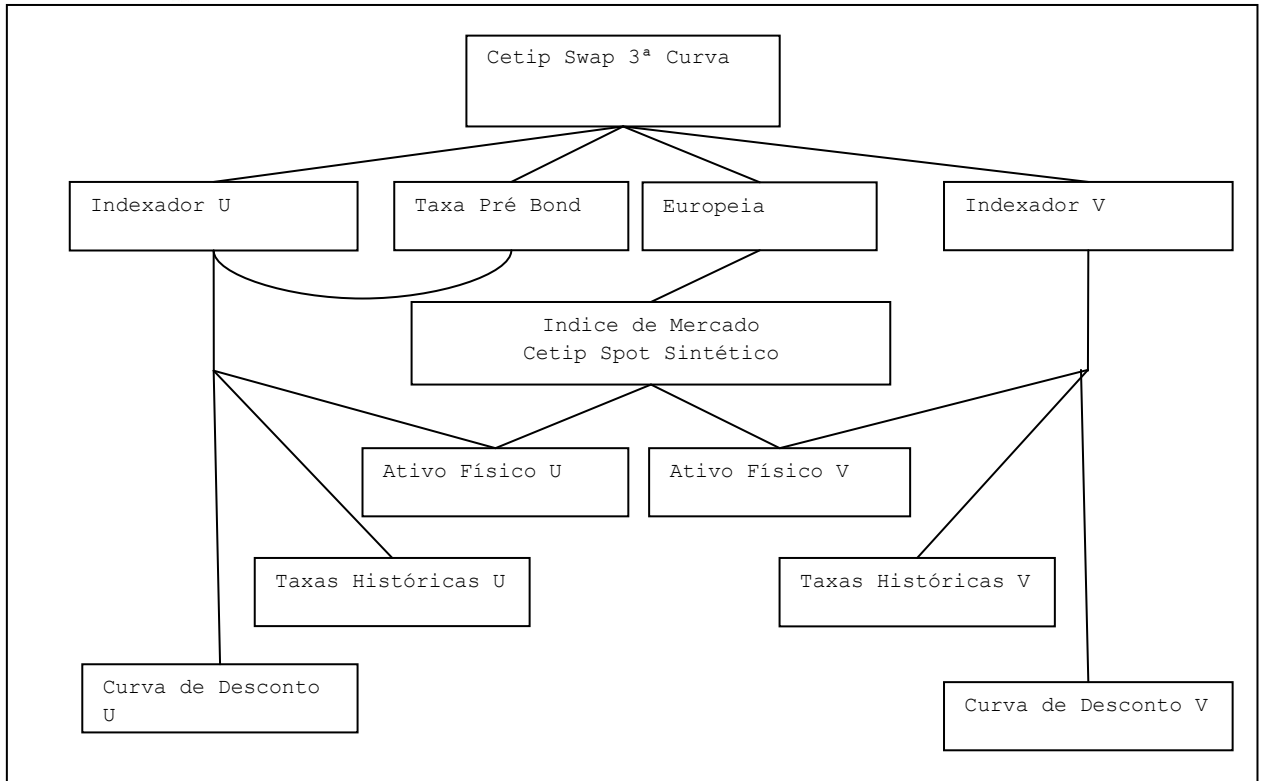 Cetip Swap 3ª Curva
Indexador U
Taxa Pré Bond
Europeia
Indexador V
Indice de Mercado
Cetip Spot Sintético
Ativo Físico U
Ativo Físico V
Taxas Históricas U
Taxas Históricas V
Curva de Desconto
U
Curva de Desconto V